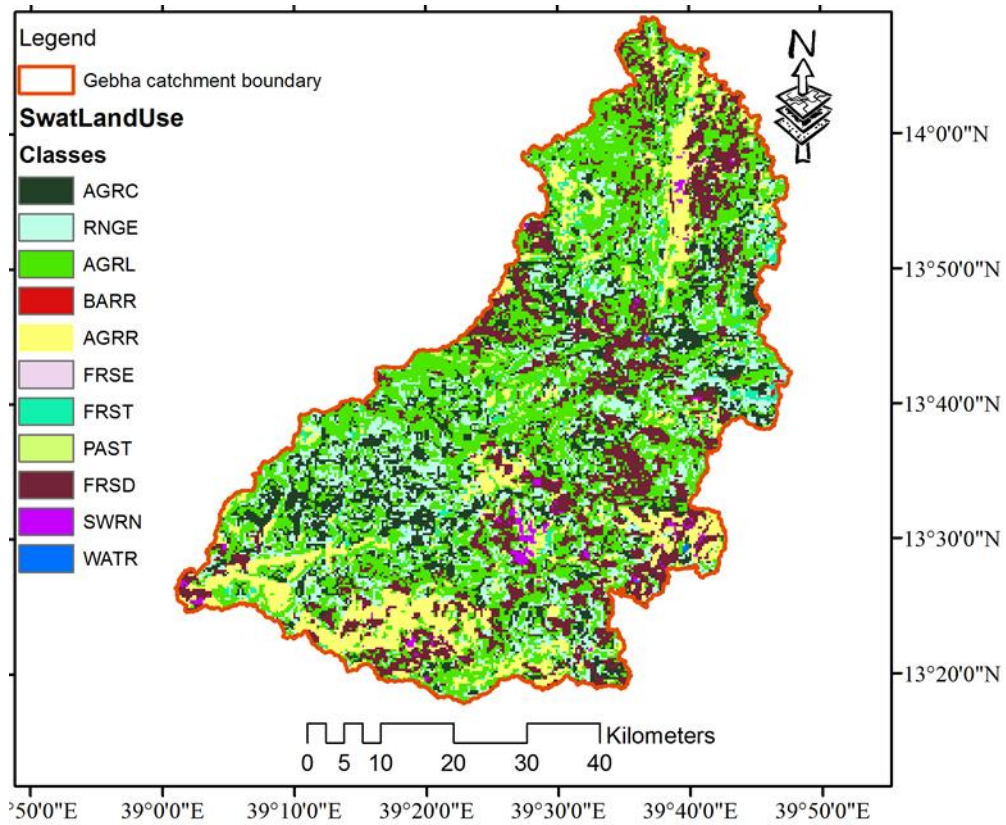 Legend
Gebha catchment boundary
SwatLandUse
Classes
AGRC
RNGE
AGRL
BARR
AGRR
FRSE
FRST
PAST
FRSD
SWRN
WATR
N
14°0'0"N
13°50'0"N
13°40'0"N
13°30'0"N
13°20'0"N
Kilometers
0 5 10 20 30 40
50'0"E 39°0'0"E 39°10'0"E 39°20'0"E 39°30'0"E 39°40'0"E 39°50'0"E